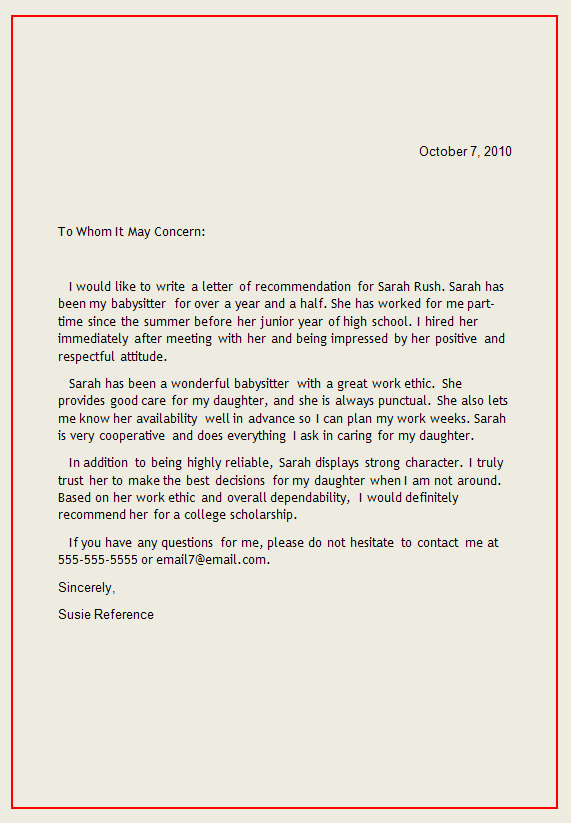 October 7, 2010
To Whom It May Concern:
I would like to write a letter of recommendation for Sarah Rush. Sarah has
been my babysitter for over a year and a half. She has worked for me part-
time since the summer before her junior year of high school. I hired her
immediately after meeting with her and being impressed by her positive and
respectful attitude.
Sarah has been a wonderful babysitter with a great work ethic. She
provides good care for my daughter, and she is always punctual. She also lets
me know her availability well in advance so I can plan my work weeks. Sarah
is very cooperative and does everything I ask in caring for my daughter.
In addition to being highly reliable, Sarah displays strong character. I truly
trust her to make the best decisions for my daughter when I am not around.
Based on her work ethic and overall dependability, I would definitely
recommend her for a college scholarship.
If you have any questions for me, please do not hesitate to contact me at
555-555-5555 or email7@email.com.
Sincerely,
Susie Reference